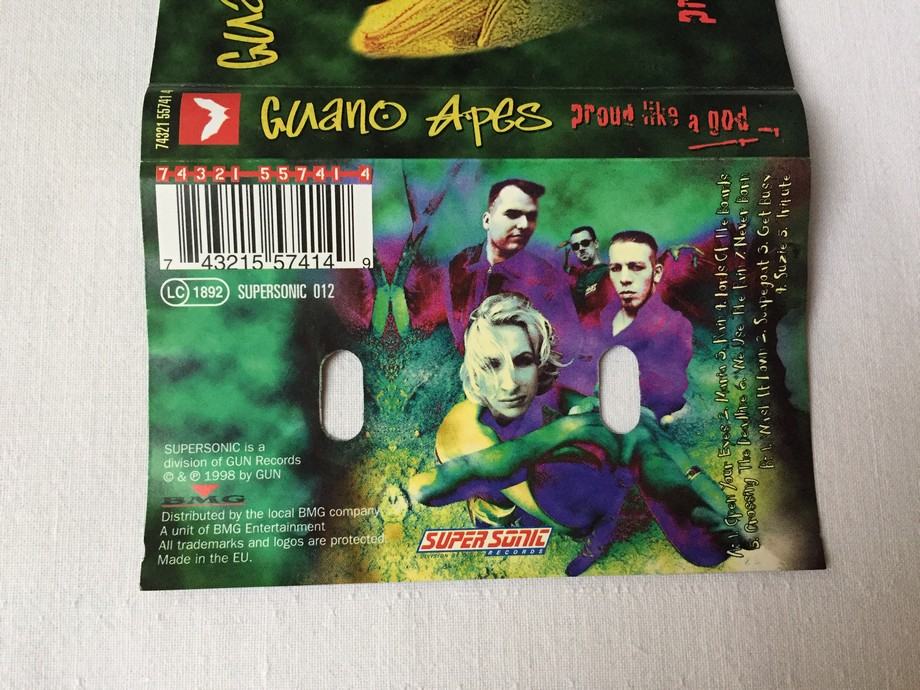 Gua
pr
74321 557414
Guano Apes
proud like a god
74321-55741-4
7 43215 57414 9
LC 1892 SUPERSONIC 012
SUPERSONIC is a
division of GUN Records
© & ℗ 1998 by GUN
BMG
Distributed by the local BMG company.
A unit of BMG Entertainment
All trademarks and logos are protected.
Made in the EU.
SUPER SONIC
RECORDS
A: 1. Open Your Eyes 2. Maria 3. Rain 4. Lords Of The Boards
5. Crossing The Deadline 6. We Use The Pain 7. Never Born
B: 1. Wash It Down 2. Scapegoat 3. Get Busy
4. Suzie 5. Tribute